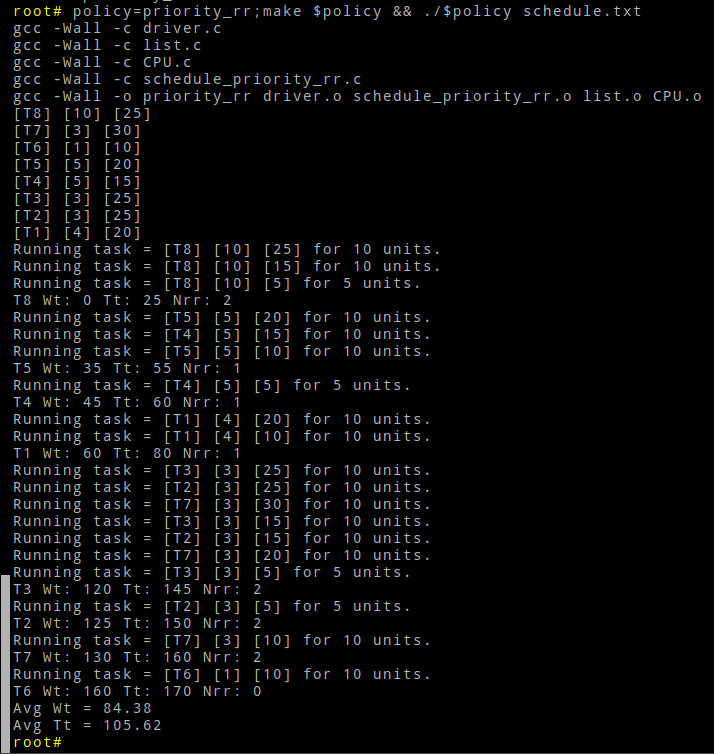 root# policy=priority_rr;make $policy && ./$policy schedule.txt
gcc -Wall -c driver.c
gcc -Wall -c list.c
gcc -Wall -c CPU.c
gcc -Wall -c schedule_priority_rr.c
gcc -Wall -o priority_rr driver.o schedule_priority_rr.o list.o CPU.o
[T8] [10] [25]
[T7] [3] [30]
[T6] [1] [10]
[T5] [5] [20]
[T4] [5] [15]
[T3] [3] [25]
[T2] [3] [25]
[T1] [4] [20]
Running task = [T8] [10] [25] for 10 units.
Running task = [T8] [10] [15] for 10 units.
Running task = [T8] [10] [5] for 5 units.
T8 Wt: 0 Tt: 25 Nrr: 2
Running task = [T5] [5] [20] for 10 units.
Running task = [T4] [5] [15] for 10 units.
Running task = [T5] [5] [10] for 10 units.
T5 Wt: 35 Tt: 55 Nrr: 1
Running task = [T4] [5] [5] for 5 units.
T4 Wt: 45 Tt: 60 Nrr: 1
Running task = [T1] [4] [20] for 10 units.
Running task = [T1] [4] [10] for 10 units.
T1 Wt: 60 Tt: 80 Nrr: 1
Running task = [T3] [3] [25] for 10 units.
Running task = [T2] [3] [25] for 10 units.
Running task = [T7] [3] [30] for 10 units.
Running task = [T3] [3] [15] for 10 units.
Running task = [T2] [3] [15] for 10 units.
Running task = [T7] [3] [20] for 10 units.
Running task = [T3] [3] [5] for 5 units.
T3 Wt: 120 Tt: 145 Nrr: 2
Running task = [T2] [3] [5] for 5 units.
T2 Wt: 125 Tt: 150 Nrr: 2
Running task = [T7] [3] [10] for 10 units.
T7 Wt: 130 Tt: 160 Nrr: 2
Running task = [T6] [1] [10] for 10 units.
T6 Wt: 160 Tt: 170 Nrr: 0
Avg Wt = 84.38
Avg Tt = 105.62
root#